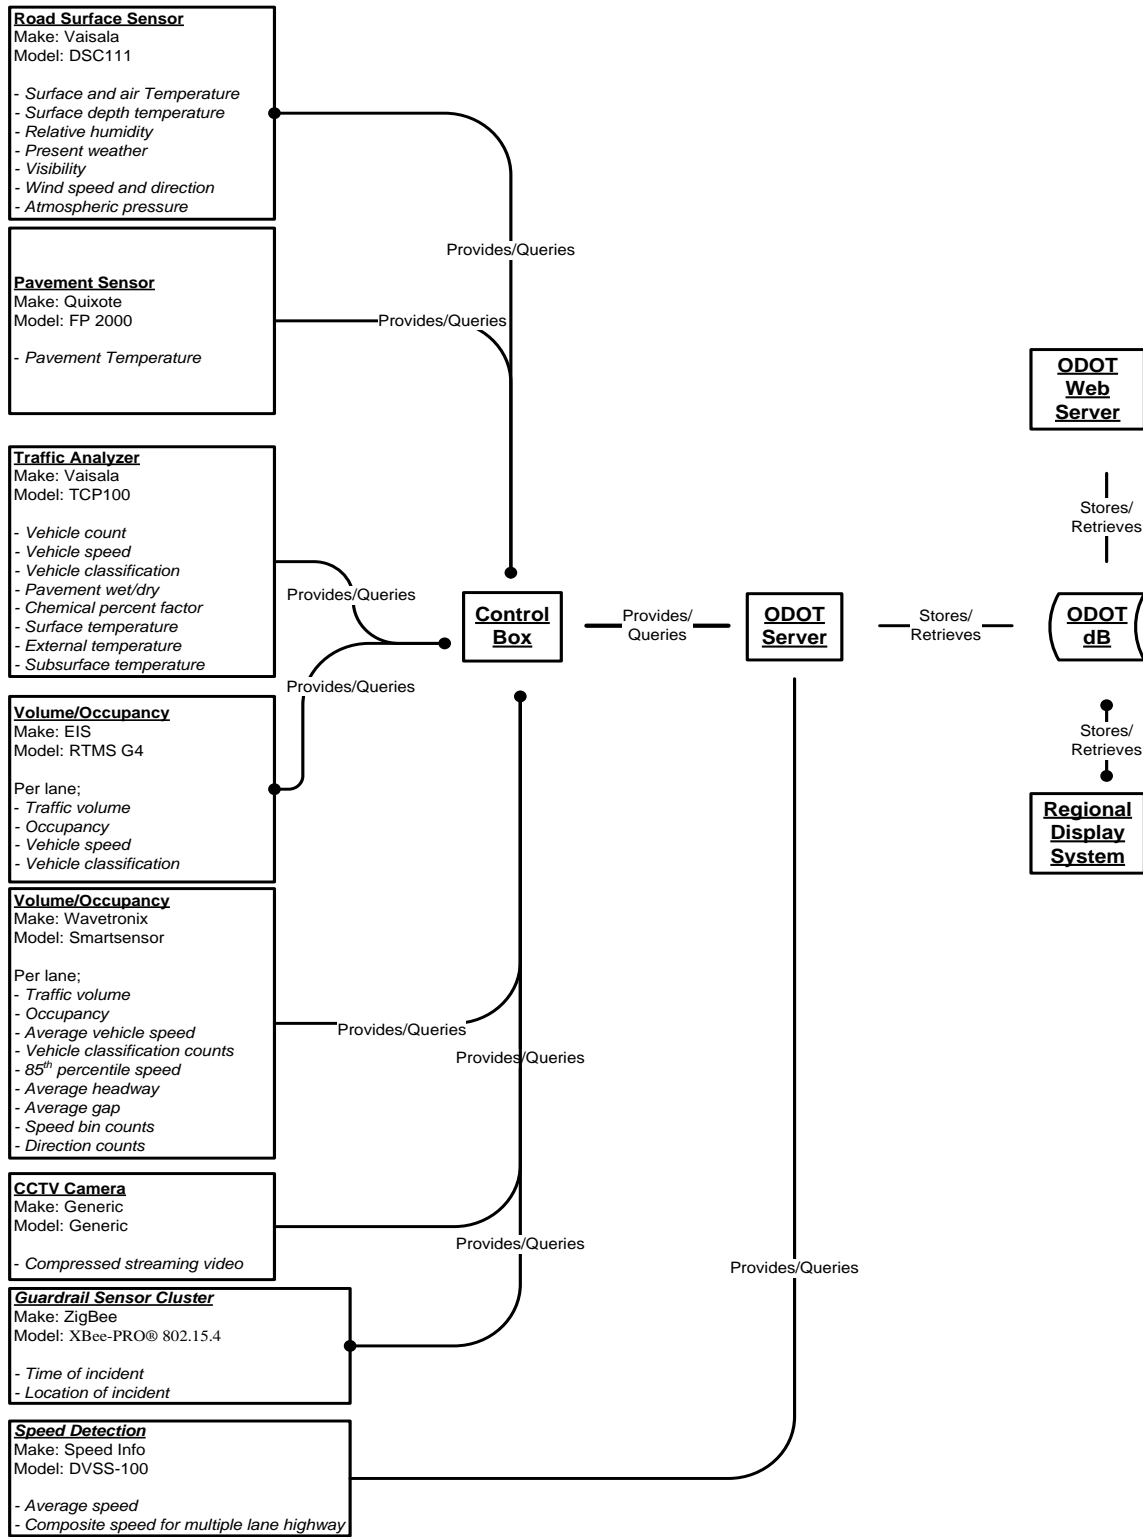 Road Surface Sensor
Make: Vaisala
Model: DSC111
- Surface and air Temperature
- Surface depth temperature
- Relative humidity
- Present weather
- Visibility
- Wind speed and direction
- Atmospheric pressure
Provides/Queries
Pavement Sensor
Make: Quixote
Model: FP 2000
- Pavement Temperature
Provides/Queries
Traffic Analyzer
Make: Vaisala
Model: TCP100
- Vehicle count
- Vehicle speed
- Vehicle classification
- Pavement wet/dry
- Chemical percent factor
- Surface temperature
- External temperature
- Subsurface temperature
Provides/Queries
Provides/Queries
Volume/Occupancy
Make: EIS
Model: RTMS G4
Per lane;
- Traffic volume
- Occupancy
- Vehicle speed
- Vehicle classification
Volume/Occupancy
Make: Wavetronix
Model: Smartsensor
Per lane;
- Traffic volume
- Occupancy
- Average vehicle speed
- Vehicle classification counts
- 85th percentile speed
- Average headway
- Average gap
- Speed bin counts
- Direction counts
Provides/Queries
Provides/Queries
CCTV Camera
Make: Generic
Model: Generic
- Compressed streaming video
Provides/Queries
Guardrail Sensor Cluster
Make: ZigBee
Model: XBee-PRO® 802.15.4
- Time of incident
- Location of incident
Speed Detection
Make: Speed Info
Model: DVSS-100
- Average speed
- Composite speed for multiple lane highway
Provides/Queries
Control
Box
Provides/
Queries
ODOT
Server
Stores/
Retrieves
ODOT
dB
ODOT
Web
Server
Stores/
Retrieves
Stores/
Retrieves
Regional
Display
System